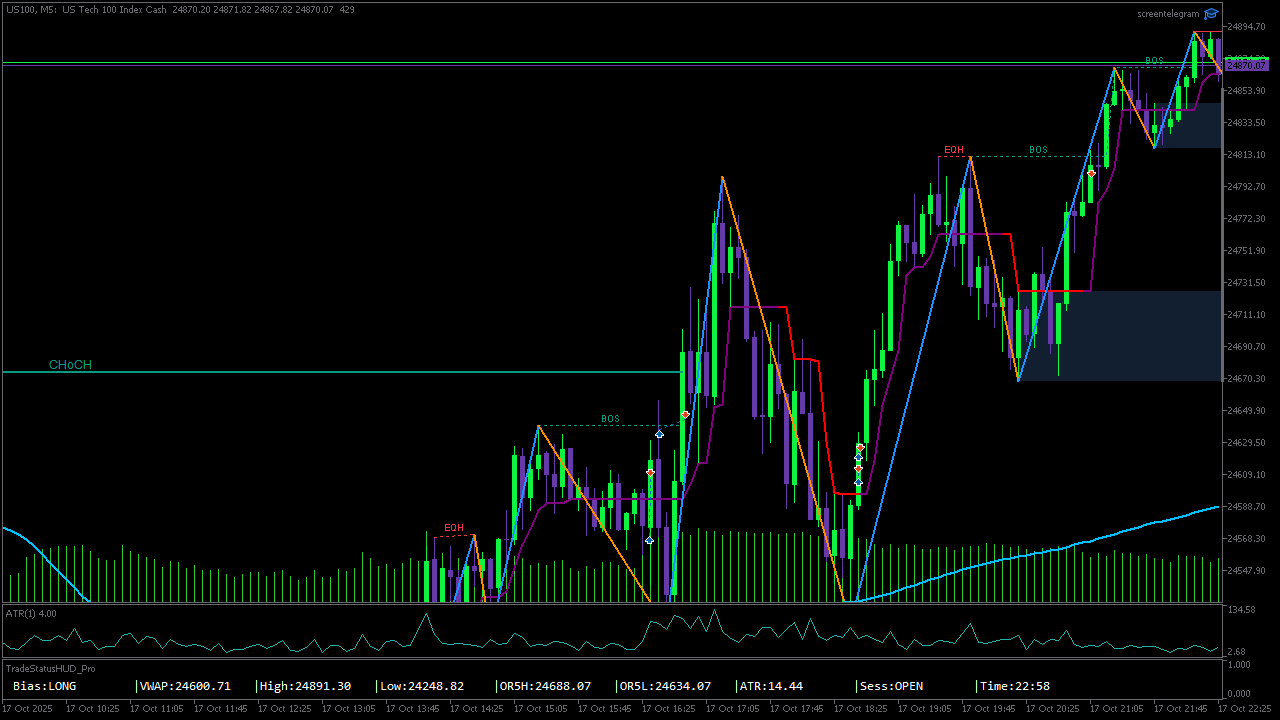 US100, M5: US Tech 100 Index Cash 24870.20 24871.82 24867.82 24870.07 429
screentelegram
24894.70
24870.07
24853.90
24833.50
24813.10
24792.70
24772.30
24751.90
24731.50
24711.10
24690.70
24670.30
24649.90
24629.50
24609.10
24588.70
24568.30
24547.90
BOS
EQH
BOS
CHoCH
BOS
EQH
ATR(1) 4.00
134.58
2.68
TradeStatusHUD_Pro
1.000
0.000
Bias:LONG |VWAP:24600.71 |High:24891.30 |Low:24248.82 |OR5H:24688.07 |OR5L:24634.07 |ATR:14.44 |Sess:OPEN |Time:22:58
17 Oct 2025 17 Oct 10:25 17 Oct 11:05 17 Oct 11:45 17 Oct 12:25 17 Oct 13:05 17 Oct 13:45 17 Oct 14:25 17 Oct 15:05 17 Oct 15:45 17 Oct 16:25 17 Oct 17:05 17 Oct 17:45 17 Oct 18:25 17 Oct 19:05 17 Oct 19:45 17 Oct 20:25 17 Oct 21:05 17 Oct 21:45 17 Oct 22:25